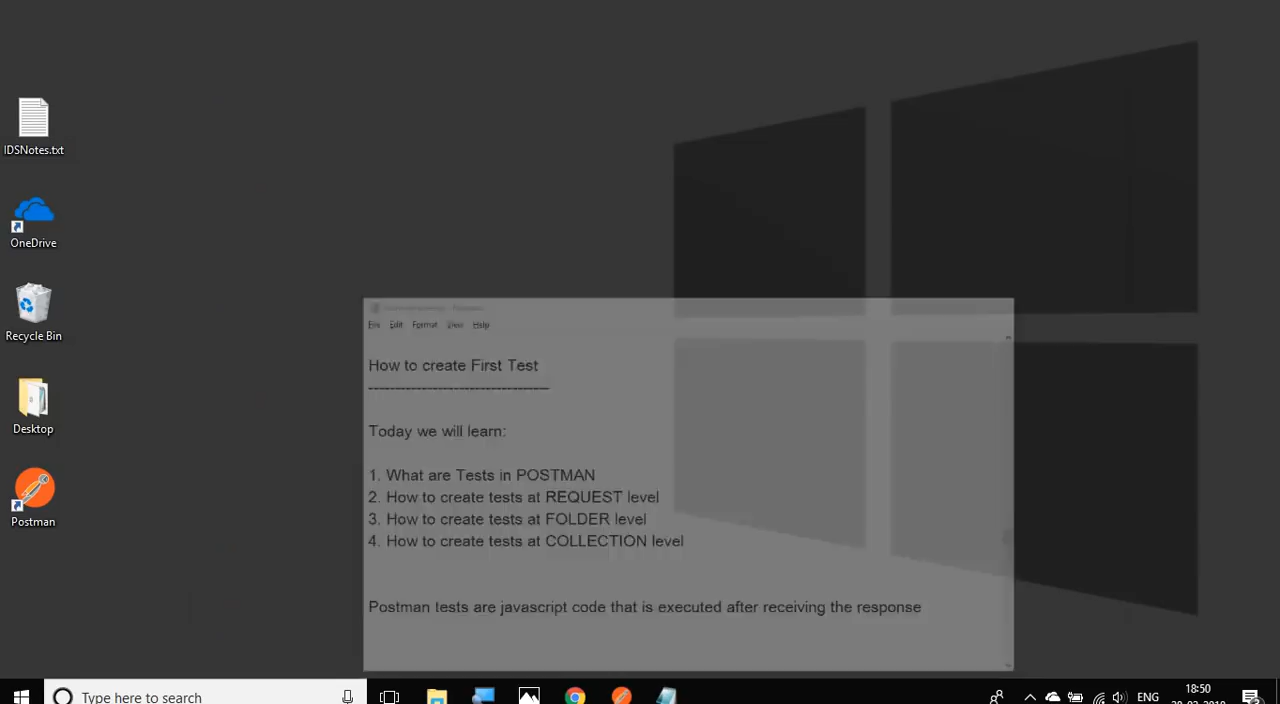 IDSNotes.txt
OneDrive
Recycle Bin
Desktop
Postman
File Edit Format View Help
How to create First Test
----------------------------------
Today we will learn:
1. What are Tests in POSTMAN
2. How to create tests at REQUEST level
3. How to create tests at FOLDER level
4. How to create tests at COLLECTION level
Postman tests are javascript code that is executed after receiving the response
Type here to search
ENG
18:50